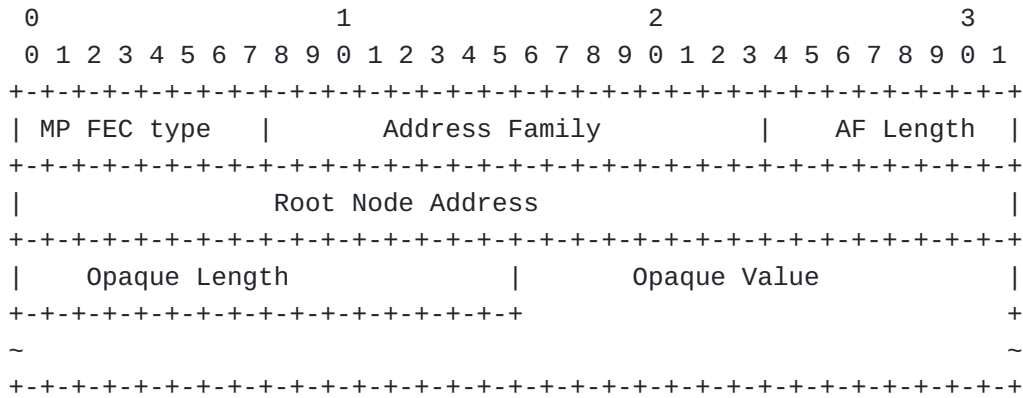 0                   1                   2                   3
 0 1 2 3 4 5 6 7 8 9 0 1 2 3 4 5 6 7 8 9 0 1 2 3 4 5 6 7 8 9 0 1
+-+-+-+-+-+-+-+-+-+-+-+-+-+-+-+-+-+-+-+-+-+-+-+-+-+-+-+-+-+-+-+-+
| MP FEC type   |       Address Family          |    AF Length  |
+-+-+-+-+-+-+-+-+-+-+-+-+-+-+-+-+-+-+-+-+-+-+-+-+-+-+-+-+-+-+-+-+
|                Root Node Address                              |
+-+-+-+-+-+-+-+-+-+-+-+-+-+-+-+-+-+-+-+-+-+-+-+-+-+-+-+-+-+-+-+-+
|    Opaque Length              |       Opaque Value            |
+-+-+-+-+-+-+-+-+-+-+-+-+-+-+-+-+                               +
~                                                               ~
+-+-+-+-+-+-+-+-+-+-+-+-+-+-+-+-+-+-+-+-+-+-+-+-+-+-+-+-+-+-+-+-+